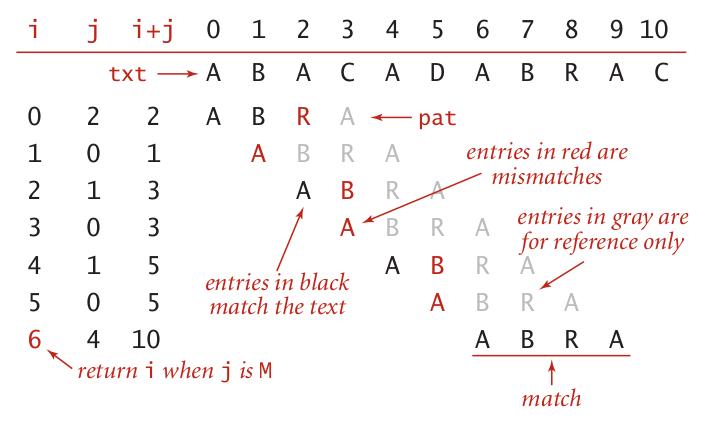 i j i+j 0 1 2 3 4 5 6 7 8 9 10
txt A B A C A D A B R A C
0 2 2 A B R A pat
1 0 1 A B R A
entries in red are
mismatches
2 1 3 A B R A
3 0 3 A B R A
entries in gray are
for reference only
4 1 5 A B R A
entries in black
match the text
5 0 5 A B R A
6 4 10 A B R A
return i when j is M
match